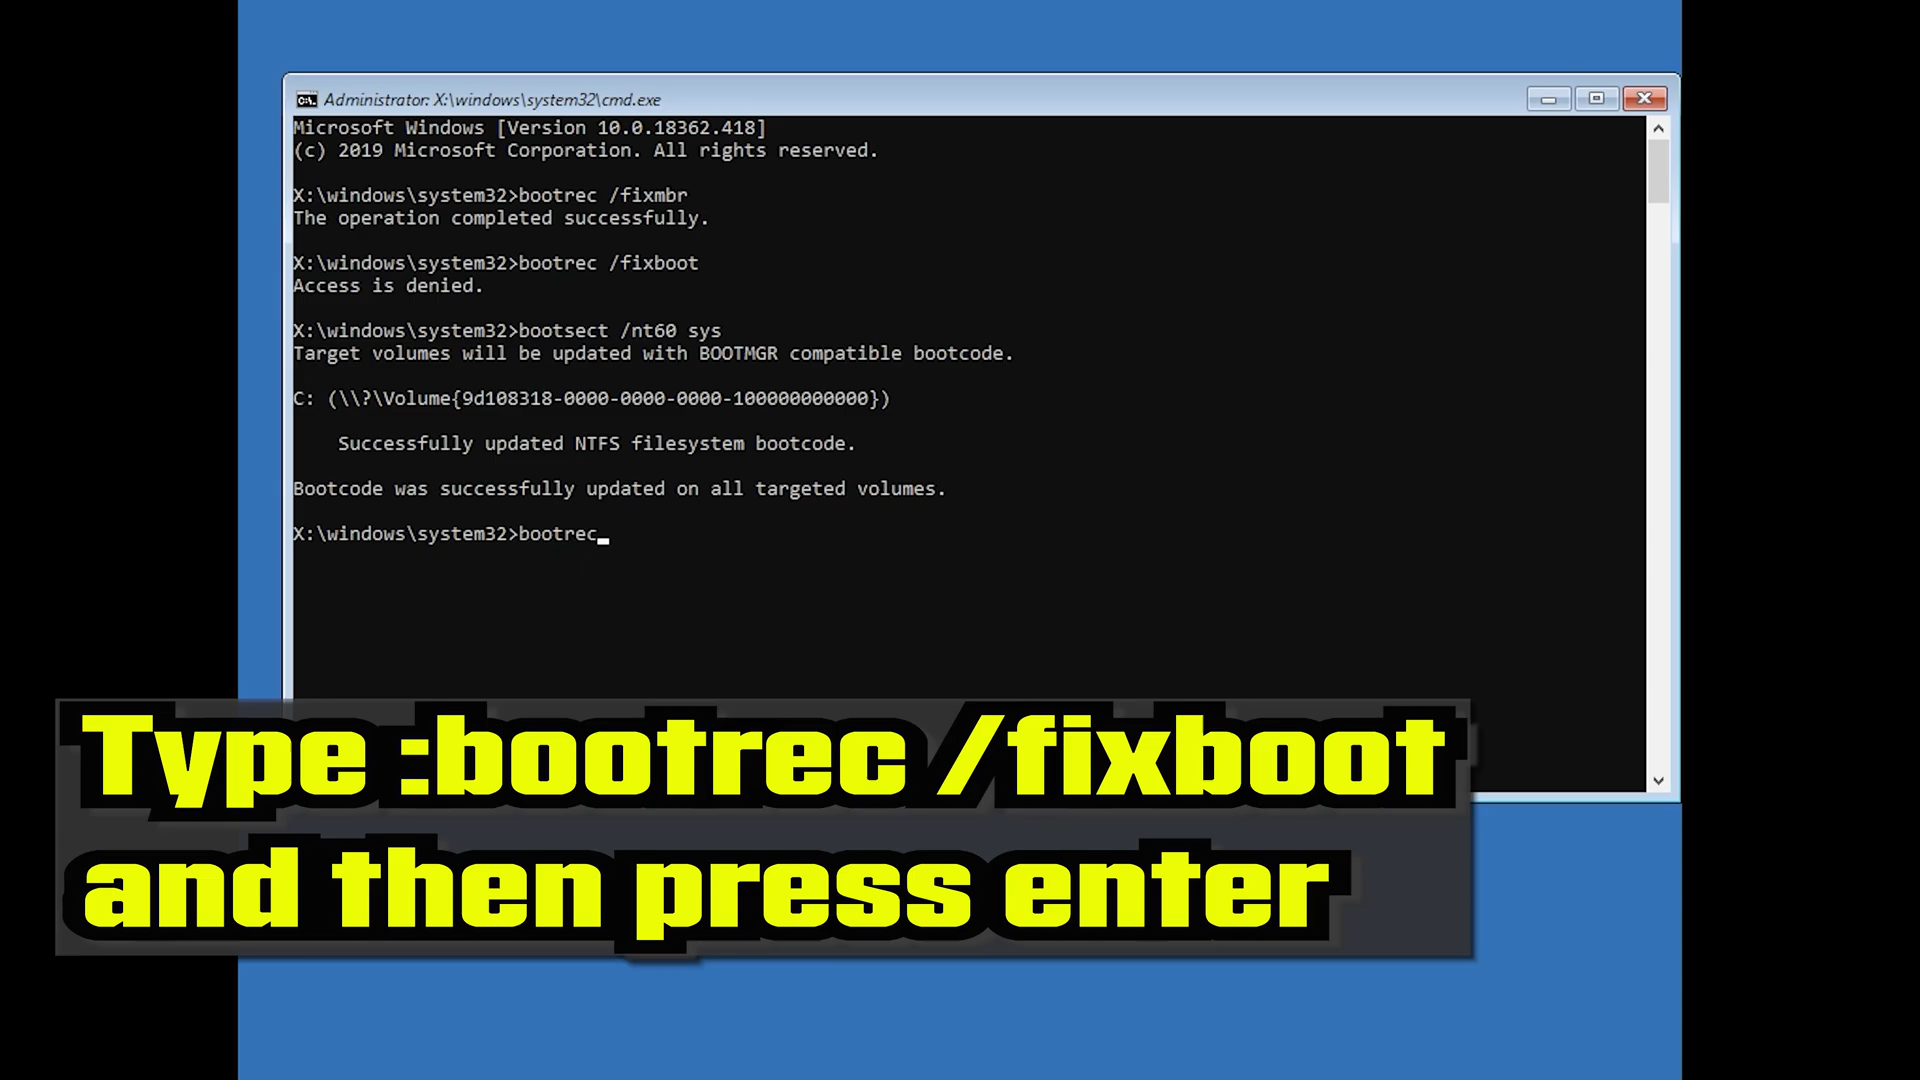 Administrator: X:\windows\system32\cmd.exe
Microsoft Windows [Version 10.0.18362.418]
(c) 2019 Microsoft Corporation. All rights reserved.
X:\windows\system32>bootrec /fixmbr
The operation completed successfully.
X:\windows\system32>bootrec /fixboot
Access is denied.
X:\windows\system32>bootsect /nt60 sys
Target volumes will be updated with BOOTMGR compatible bootcode.
C: (\\?\Volume{9d108318-0000-0000-0000-100000000000})
Successfully updated NTFS filesystem bootcode.
Bootcode was successfully updated on all targeted volumes.
X:\windows\system32>bootrec_
Type :bootrec /fixboot
and then press enter